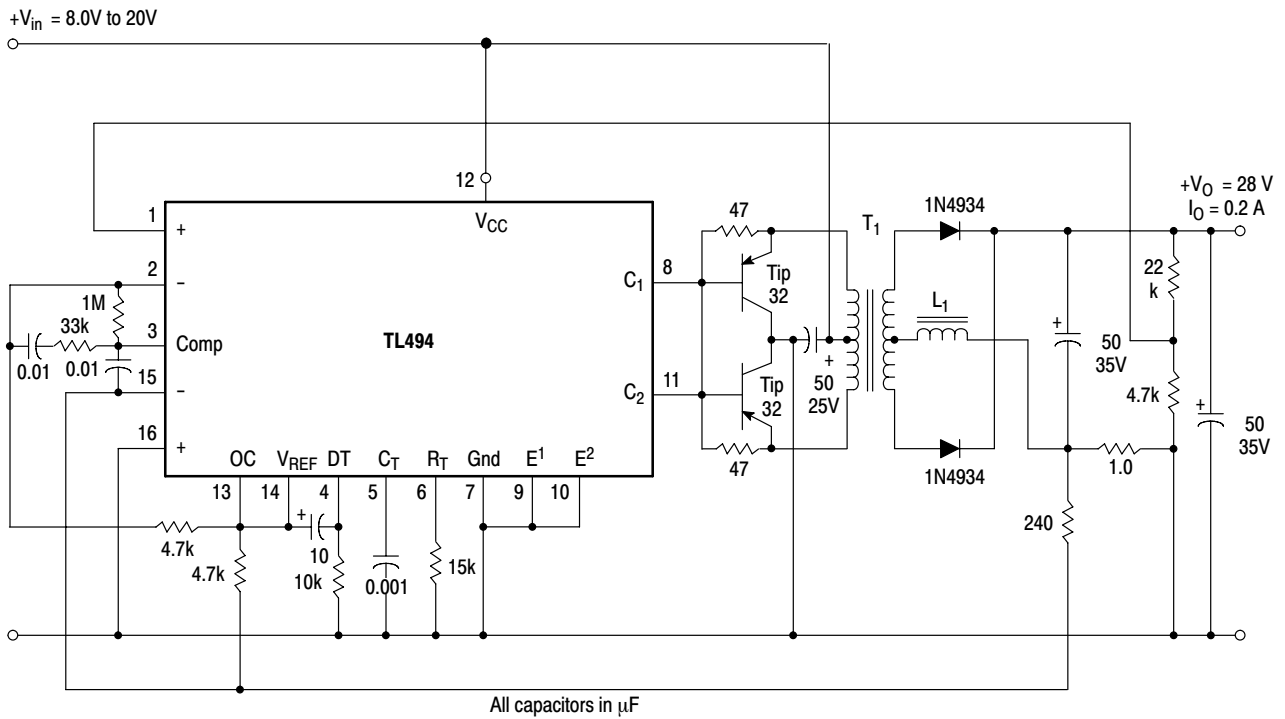 +Vin = 8.0V to 20V
12
VCC
+VO = 28 V
IO = 0.2 A
1N4934
T1
47
1
+
2
−
C1
8
Tip
32
22
k
1M
33k
3
Comp
TL494
L1
+
50
35V
0.01
0.01
15
−
C2
11
Tip
32
+
50
25V
4.7k
+
50
35V
16
+
OC
VREF
DT
CT
RT
Gnd
E1
E2
47
1N4934
1.0
13
14
4
5
6
7
9
10
+
4.7k
10
240
4.7k
10k
0.001
15k
All capacitors in μF